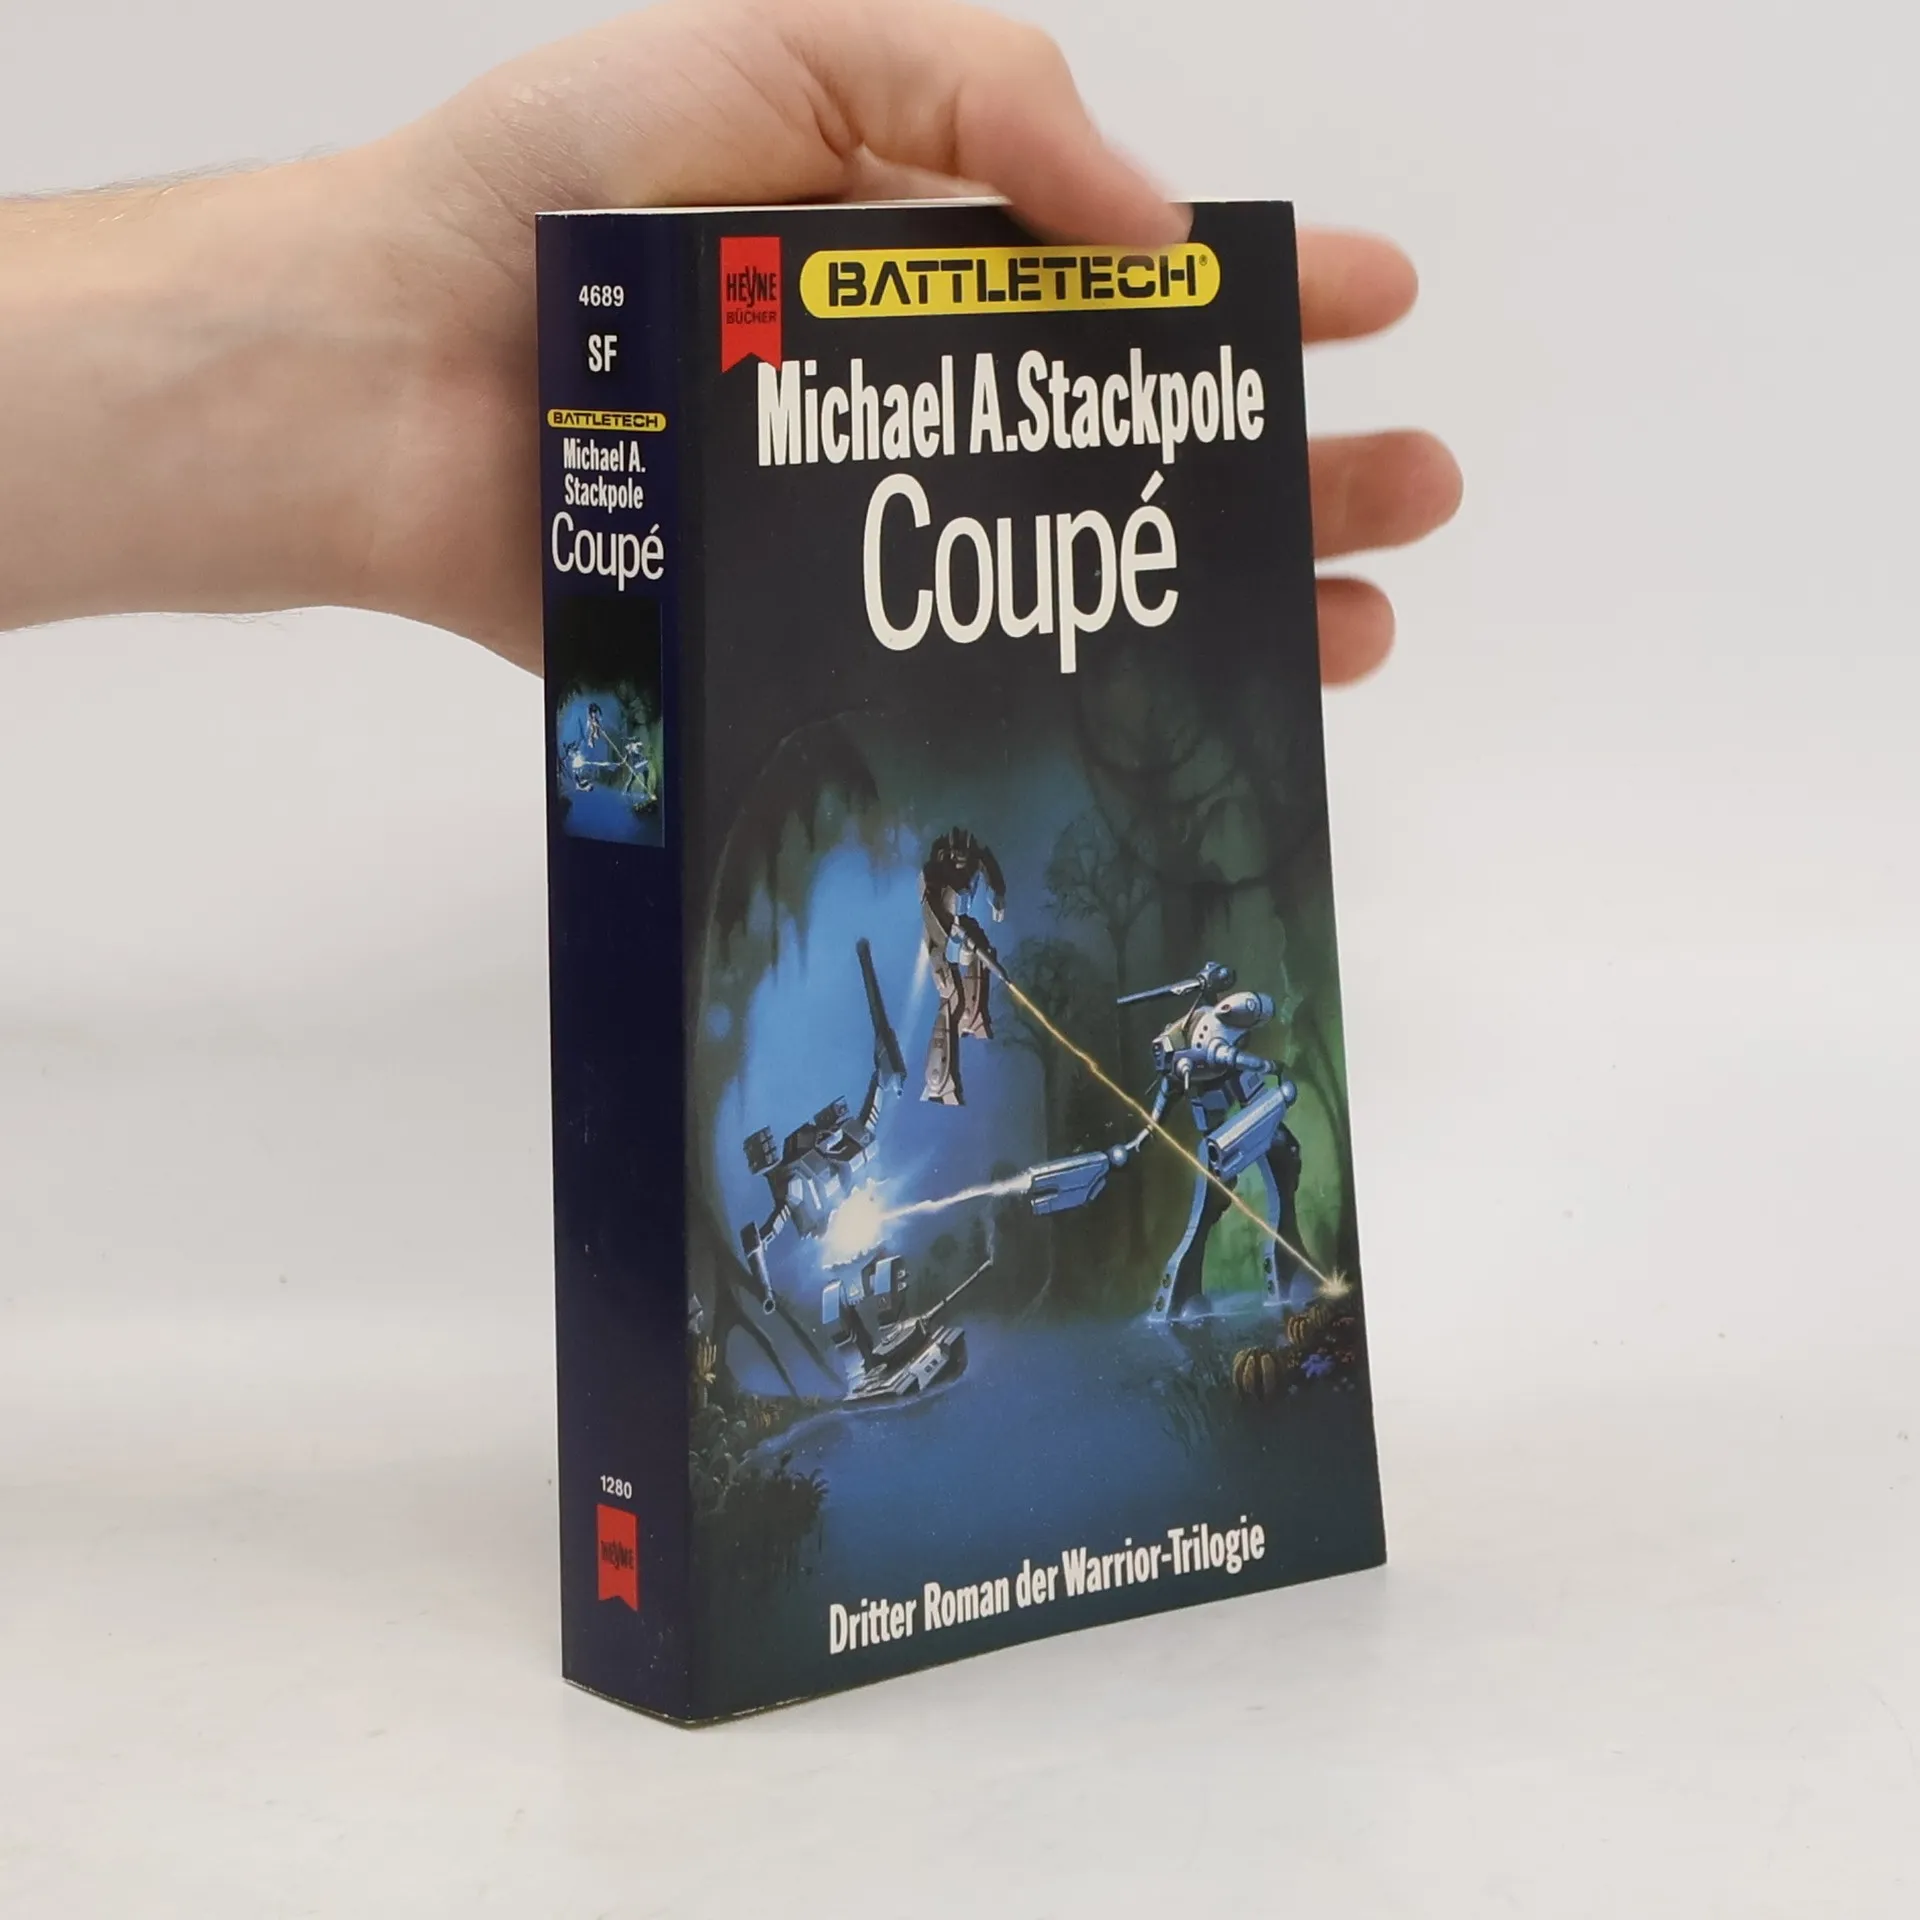 4689
SF
BATTLETECH
Michael A.
Stackpole
Coupé
1280
HEYNE
HEYNE
BÜCHER
BATTLETECH®
Michael A. Stackpole
Coupé
Dritter Roman der Warrior-Trilogie